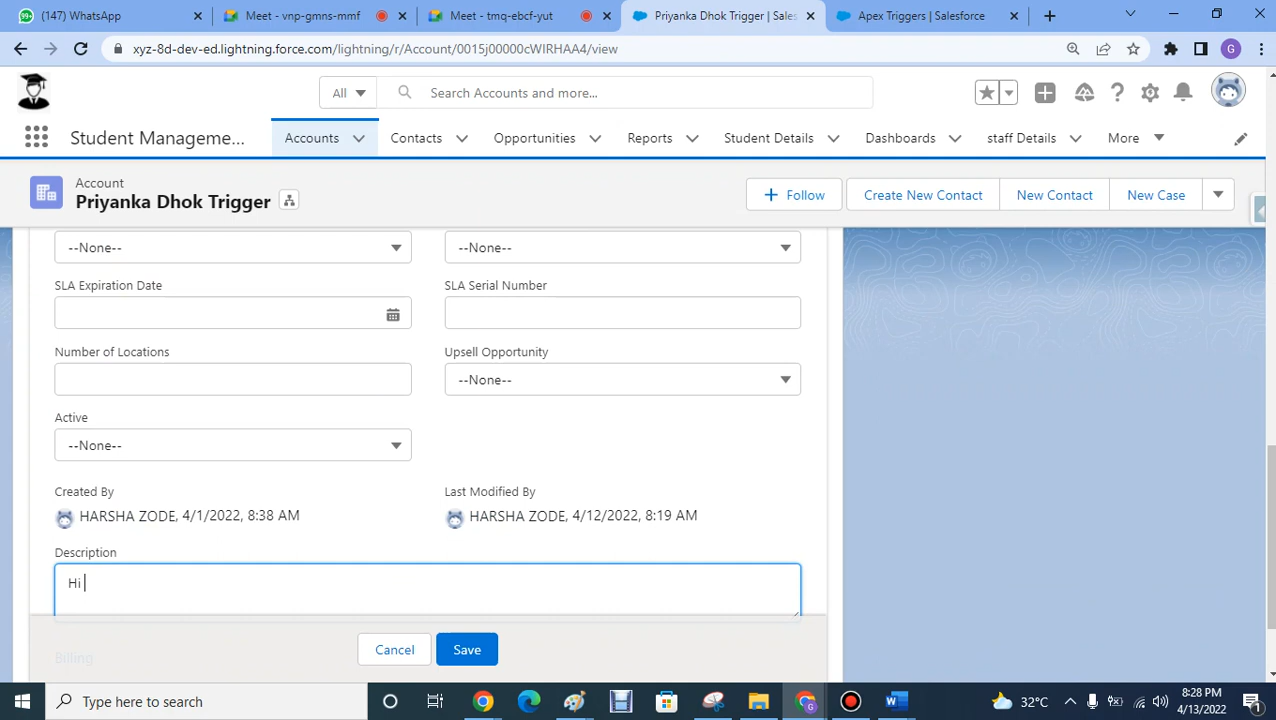 (147) WhatsApp
Meet - vnp-gmns-mmf
Meet - tmq-ebcf-yut
Priyanka Dhok Trigger | Sales
Apex Triggers | Salesforce
xyz-8d-dev-ed.lightning.force.com/lightning/r/Account/0015j00000cWIRHAA4/view
G
All
Search Accounts and more...
Student Manageme...
Accounts
Contacts
Opportunities
Reports
Student Details
Dashboards
staff Details
More
Account
Priyanka Dhok Trigger
Follow
Create New Contact
New Contact
New Case
--None--
--None--
SLA Expiration Date
SLA Serial Number
Number of Locations
Upsell Opportunity
--None--
Active
--None--
Created By
Last Modified By
HARSHA ZODE, 4/1/2022, 8:38 AM
HARSHA ZODE, 4/12/2022, 8:19 AM
Description
Hi
Cancel
Save
Billing
Type here to search
32°C
8:28 PM
4/13/2022
1